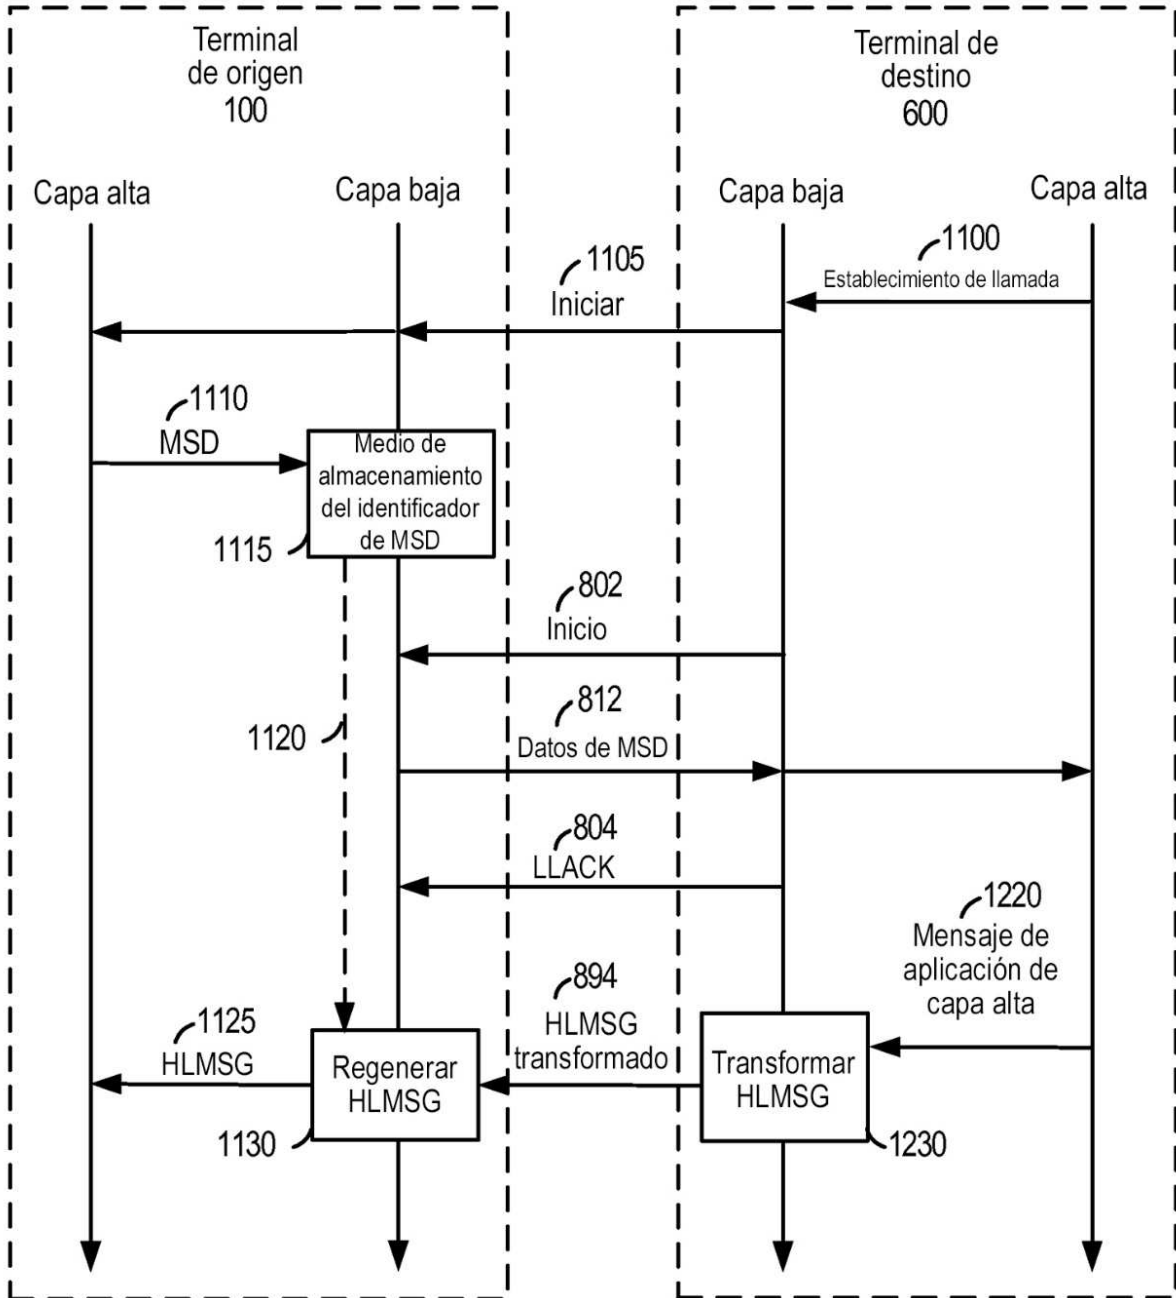 Terminal
de origen
100
Terminal de
destino
600
Capa alta
Capa baja
Capa baja
Capa alta
1100
Establecimiento de llamada
1105
Iniciar
1110
MSD
Medio de
almacenamiento
del identificador
de MSD
1115
802
Inicio
812
Datos de MSD
1120
804
LLACK
1220
Mensaje de
aplicación de
capa alta
894
HLMSG
transformado
1125
HLMSG
Regenerar
HLMSG
Transformar
HLMSG
1130
1230